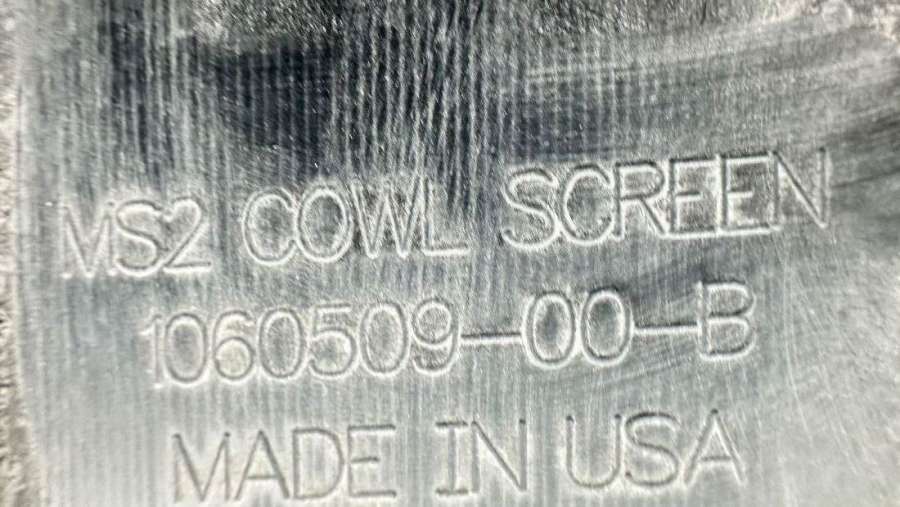 MS2 COWL SCREEN
1060509-00-B
MADE IN USA